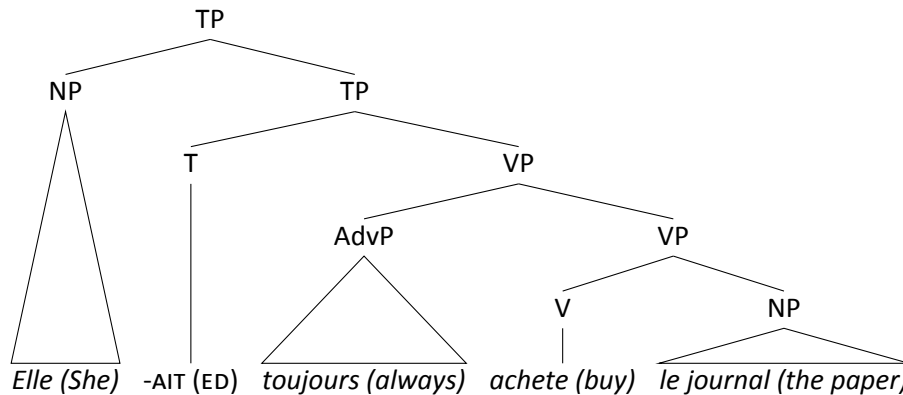 TP
NP TP
T VP
AdvP VP
V NP
Elle (She) -AIT (ED) toujours (always) achete (buy) le journal (the paper)